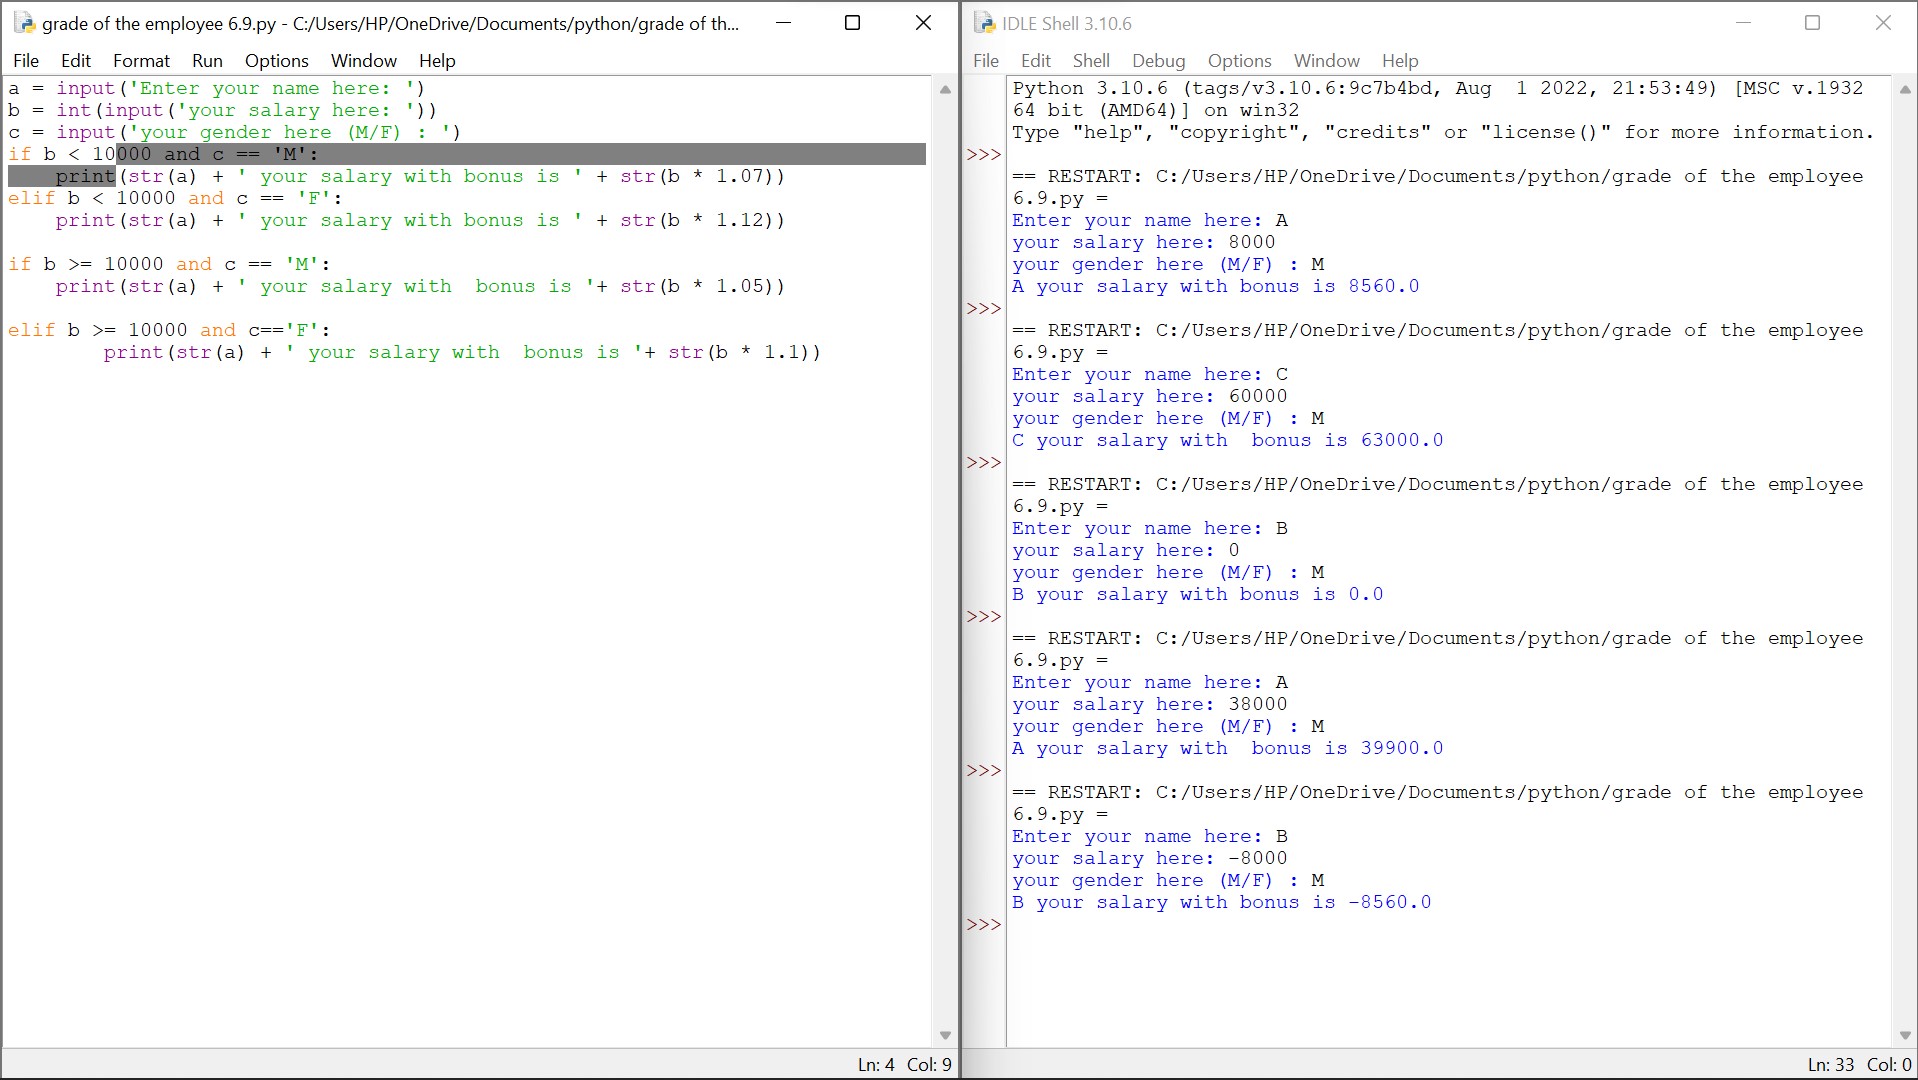 grade of the employee 6.9.py - C:/Users/HP/OneDrive/Documents/python/grade of th...
File Edit Format Run Options Window Help
a = input('Enter your name here: ')
b = int(input('your salary here: '))
c = input('your gender here (M/F) : ')
if b < 10000 and c == 'M':
    print(str(a) + ' your salary with bonus is ' + str(b * 1.07))
elif b < 10000 and c == 'F':
    print(str(a) + ' your salary with bonus is ' + str(b * 1.12))
if b >= 10000 and c == 'M':
    print(str(a) + ' your salary with  bonus is '+ str(b * 1.05))
elif b >= 10000 and c=='F':
        print(str(a) + ' your salary with  bonus is '+ str(b * 1.1))
Ln: 4 Col: 9
IDLE Shell 3.10.6
File Edit Shell Debug Options Window Help
Python 3.10.6 (tags/v3.10.6:9c7b4bd, Aug  1 2022, 21:53:49) [MSC v.1932
64 bit (AMD64)] on win32
Type "help", "copyright", "credits" or "license()" for more information.
>>>
== RESTART: C:/Users/HP/OneDrive/Documents/python/grade of the employee
6.9.py =
Enter your name here: A
your salary here: 8000
your gender here (M/F) : M
A your salary with bonus is 8560.0
>>>
== RESTART: C:/Users/HP/OneDrive/Documents/python/grade of the employee
6.9.py =
Enter your name here: C
your salary here: 60000
your gender here (M/F) : M
C your salary with  bonus is 63000.0
>>>
== RESTART: C:/Users/HP/OneDrive/Documents/python/grade of the employee
6.9.py =
Enter your name here: B
your salary here: 0
your gender here (M/F) : M
B your salary with bonus is 0.0
>>>
== RESTART: C:/Users/HP/OneDrive/Documents/python/grade of the employee
6.9.py =
Enter your name here: A
your salary here: 38000
your gender here (M/F) : M
A your salary with  bonus is 39900.0
>>>
== RESTART: C:/Users/HP/OneDrive/Documents/python/grade of the employee
6.9.py =
Enter your name here: B
your salary here: -8000
your gender here (M/F) : M
B your salary with bonus is -8560.0
>>>
Ln: 33 Col: 0